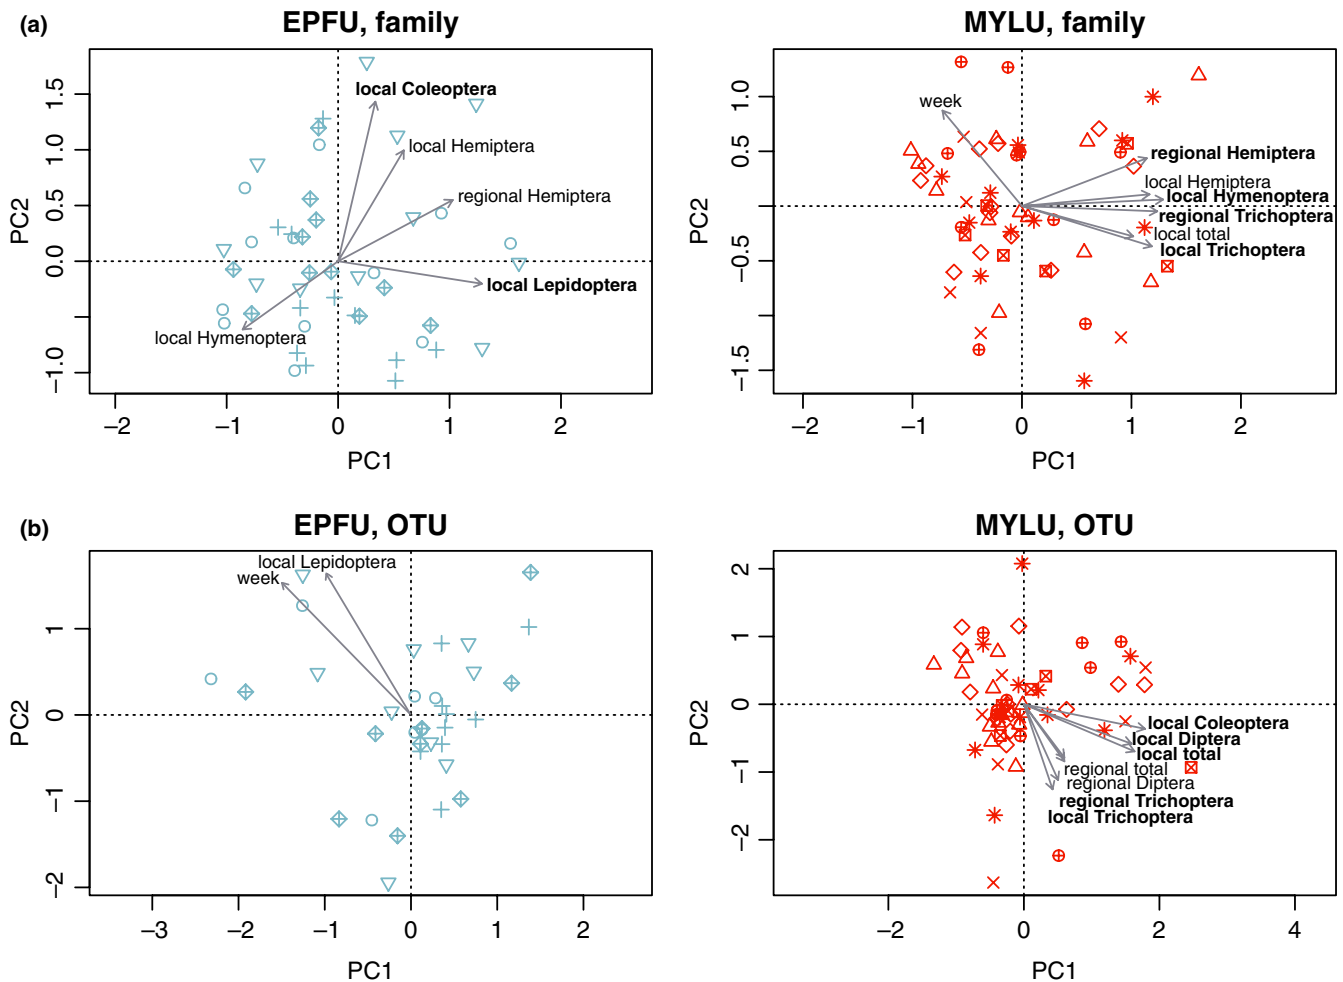 (a)
EPFU, family
MYLU, family
PC2
1.5
1.0
0.5
0.0
−1.0
local Coleoptera
local Hemiptera
regional Hemiptera
local Lepidoptera
local Hymenoptera
−2 −1 0 1 2
PC1
PC2
1.0
0.5
−0.5
−1.5
week
regional Hemiptera
local Hemiptera
local Hymenoptera
regional Trichoptera
local total
local Trichoptera
−2 −1 0 1 2
PC1
(b)
EPFU, OTU
MYLU, OTU
PC2
1
0
−1
−2
local Lepidoptera
week
−3 −2 −1 0 1 2
PC1
PC2
2
1
0
−1
−2
local Coleoptera
local Diptera
local total
regional total
regional Diptera
regional Trichoptera
local Trichoptera
−2 0 2 4
PC1